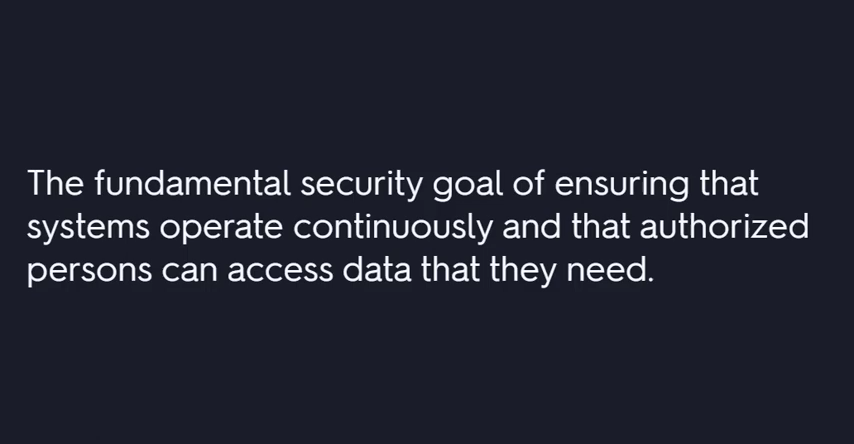 The fundamental security goal of ensuring that
systems operate continuously and that authorized
persons can access data that they need.